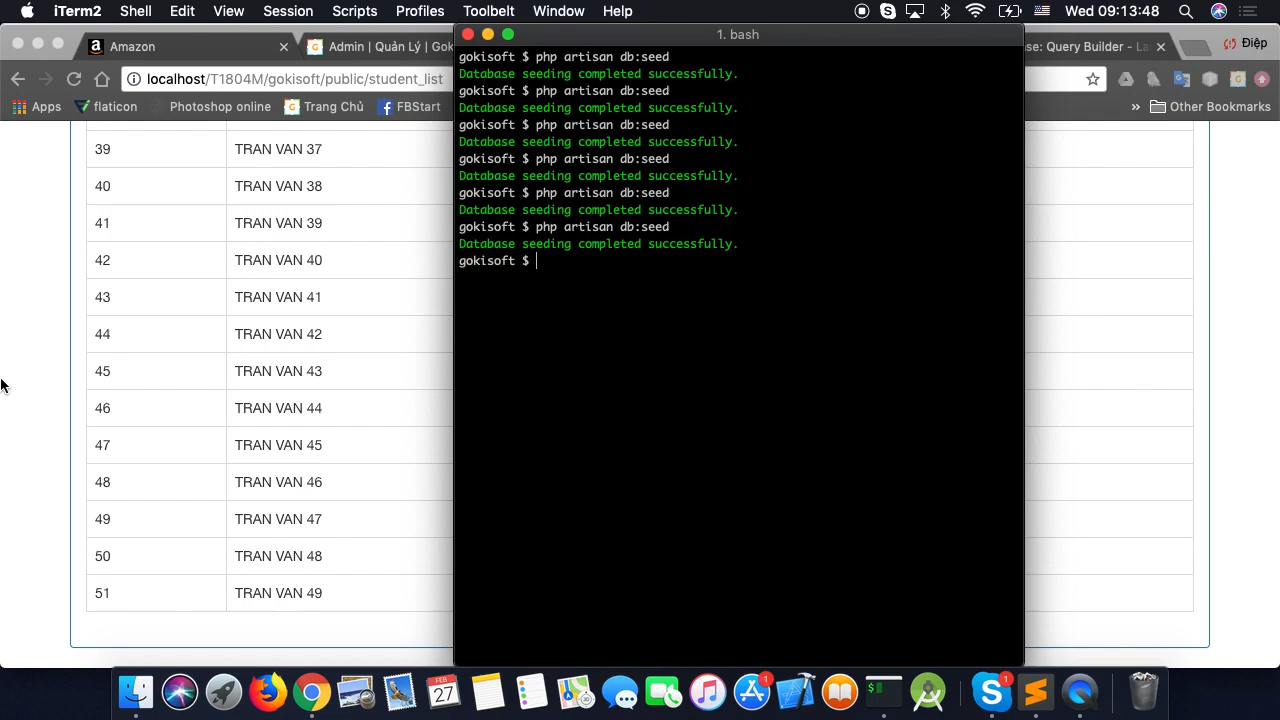 iTerm2 Shell Edit View Session Scripts Profiles Toolbelt Window Help Wed 09:13:48
Amazon
Admin | Quản Lý | Gok
1. bash
se: Query Builder - La
Điệp
localhost/T1804M/gokisoft/public/student_list
Apps flaticon Photoshop online Trang Chủ FBStart » Other Bookmarks
gokisoft $ php artisan db:seed
Database seeding completed successfully.
gokisoft $ php artisan db:seed
Database seeding completed successfully.
gokisoft $ php artisan db:seed
Database seeding completed successfully.
gokisoft $ php artisan db:seed
Database seeding completed successfully.
gokisoft $ php artisan db:seed
Database seeding completed successfully.
gokisoft $ php artisan db:seed
Database seeding completed successfully.
gokisoft $
39 TRAN VAN 37
40 TRAN VAN 38
41 TRAN VAN 39
42 TRAN VAN 40
43 TRAN VAN 41
44 TRAN VAN 42
45 TRAN VAN 43
46 TRAN VAN 44
47 TRAN VAN 45
48 TRAN VAN 46
49 TRAN VAN 47
50 TRAN VAN 48
51 TRAN VAN 49
FEB
27
1
1